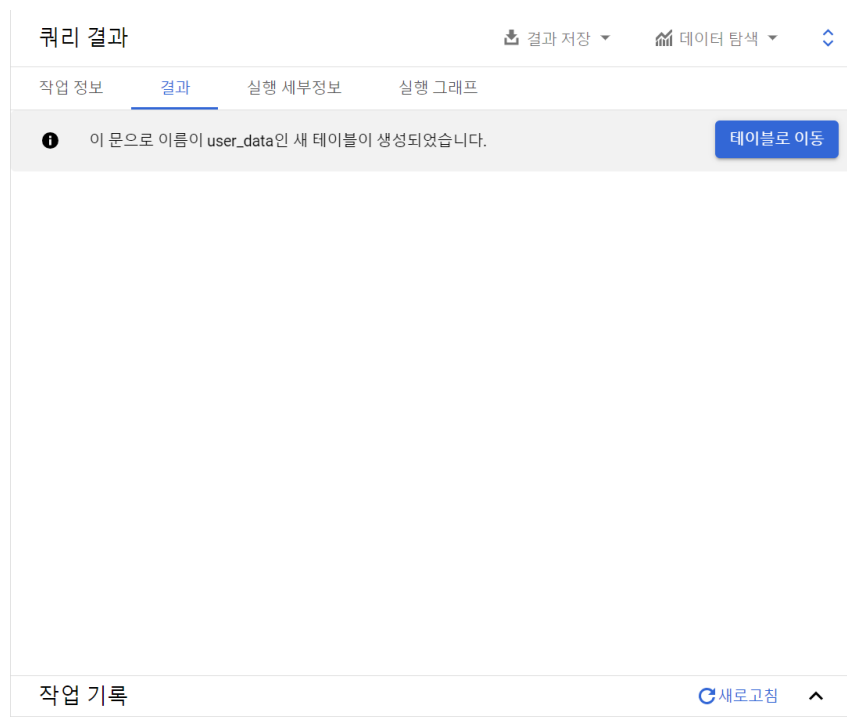 쿼리 결과
결과 저장
데이터 탐색
작업 정보
결과
실행 세부정보
실행 그래프
이 문으로 이름이 user_data인 새 테이블이 생성되었습니다.
테이블로 이동
작업 기록
새로고침